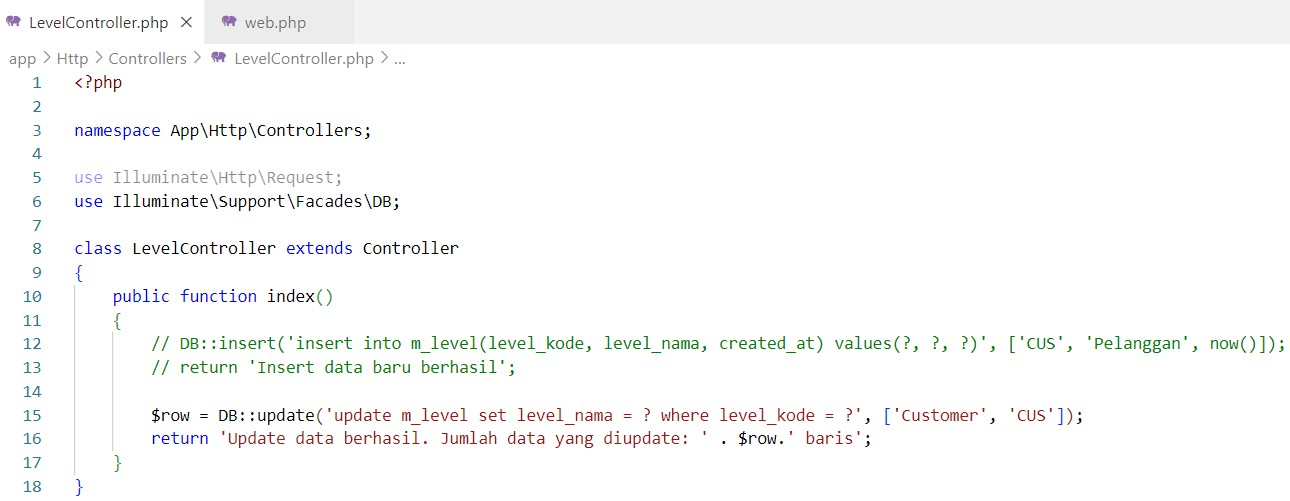 LevelController.php
web.php
app > Http > Controllers > LevelController.php > ...
1 <?php
2
3 namespace App\Http\Controllers;
4
5 use Illuminate\Http\Request;
6 use Illuminate\Support\Facades\DB;
7
8 class LevelController extends Controller
9 {
10     public function index()
11     {
12         // DB::insert('insert into m_level(level_kode, level_nama, created_at) values(?, ?, ?)', ['CUS', 'Pelanggan', now()]);
13         // return 'Insert data baru berhasil';
14
15         $row = DB::update('update m_level set level_nama = ? where level_kode = ?', ['Customer', 'CUS']);
16         return 'Update data berhasil. Jumlah data yang diupdate: ' . $row.' baris';
17     }
18 }